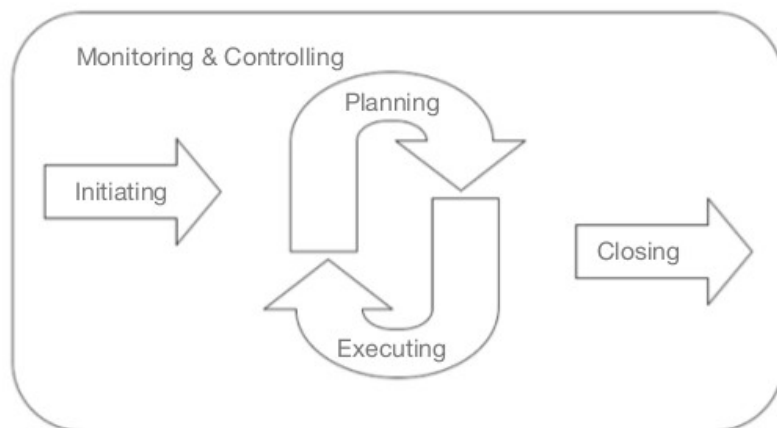 Monitoring & Controlling
Planning
Initiating
Closing
Executing